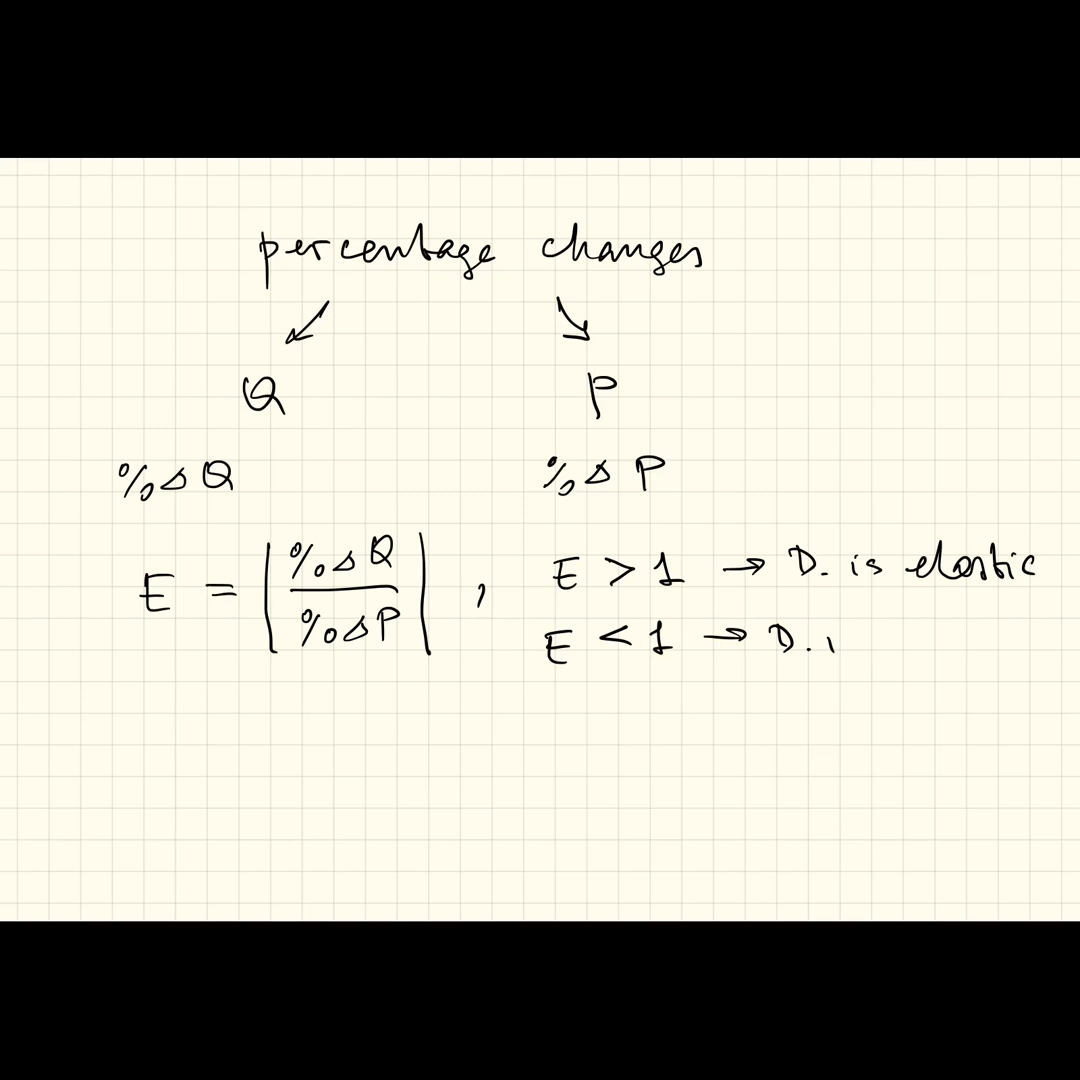 percentage changes
↙ ↘
Q P
%ΔQ %ΔP
E = |%ΔQ / %ΔP| , E > 1 → D. is elastic
E < 1 → D. ı